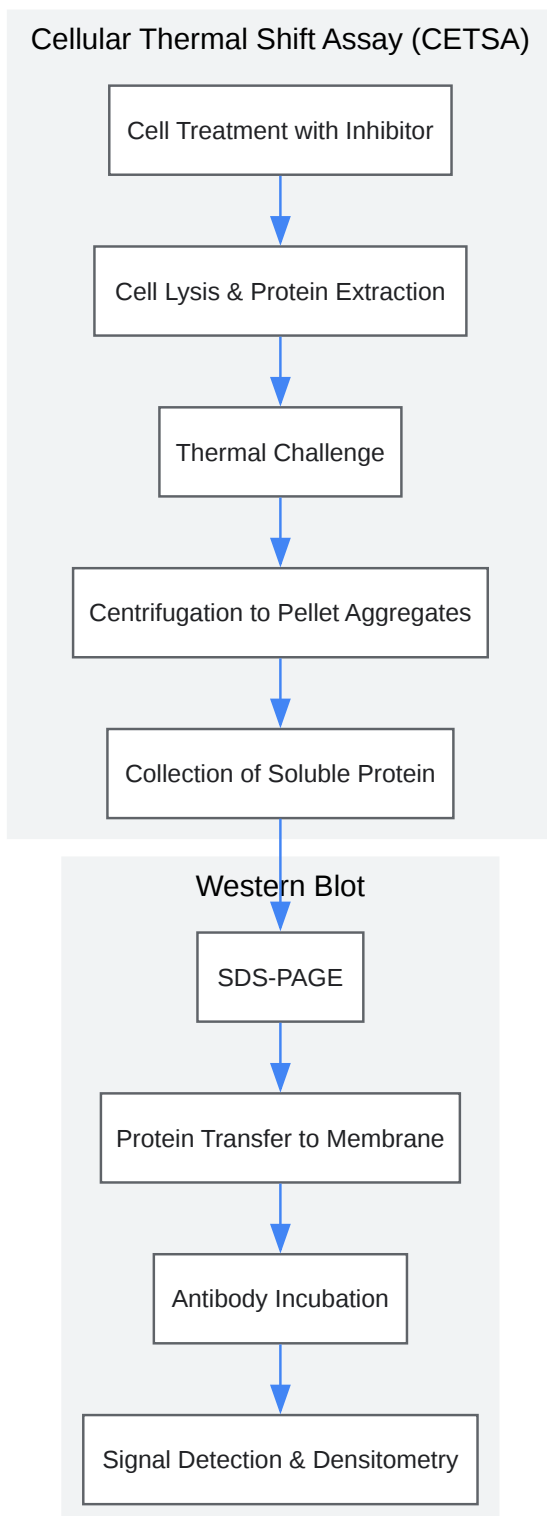 Cellular Thermal Shift Assay (CETSA)
Cell Treatment with Inhibitor
Cell Lysis & Protein Extraction
Thermal Challenge
Centrifugation to Pellet Aggregates
Collection of Soluble Protein
Western Blot
SDS-PAGE
Protein Transfer to Membrane
Antibody Incubation
Signal Detection & Densitometry